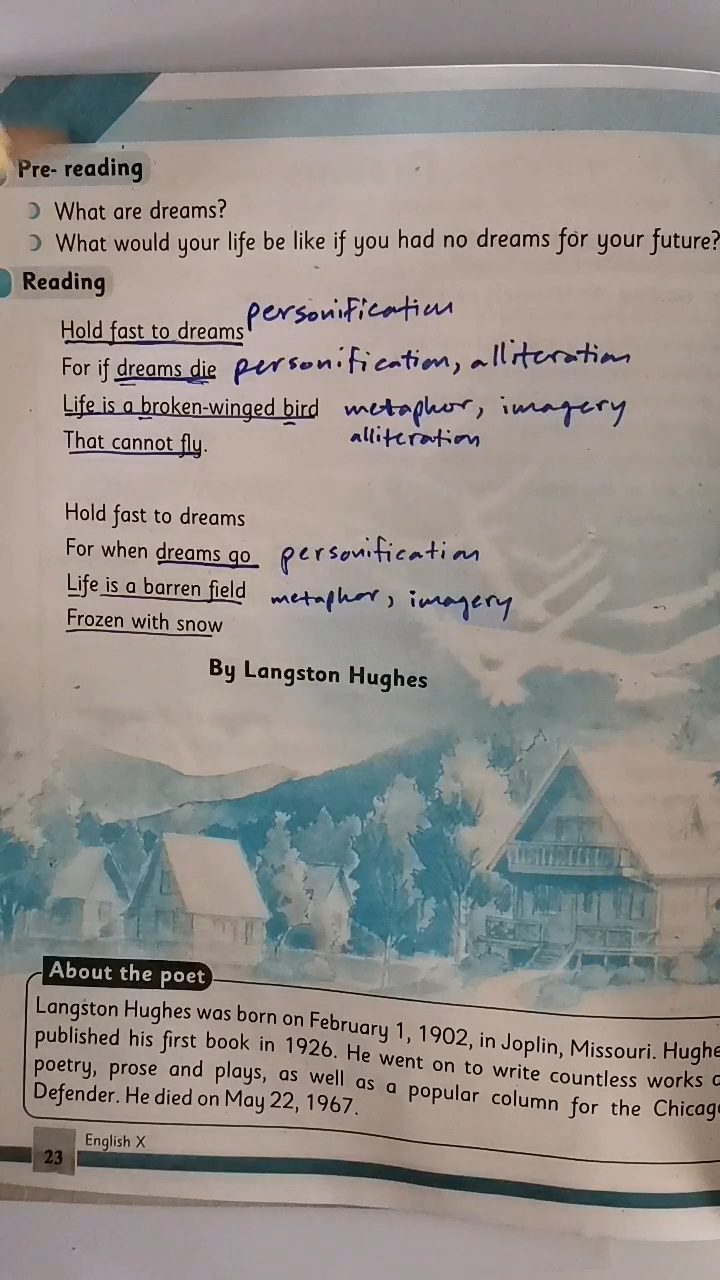 Pre- reading
What are dreams?
What would your life be like if you had no dreams for your future?
Reading
Hold fast to dreams personification
For if dreams die personification, alliteration
Life is a broken-winged bird metaphor, imagery
That cannot fly. alliteration
Hold fast to dreams
For when dreams go personification
Life is a barren field metaphor, imagery
Frozen with snow
By Langston Hughes
About the poet
Langston Hughes was born on February 1, 1902, in Joplin, Missouri. Hughe
published his first book in 1926. He went on to write countless works
poetry, prose and plays, as well as a popular column for the Chicag
Defender. He died on May 22, 1967.
English X
23